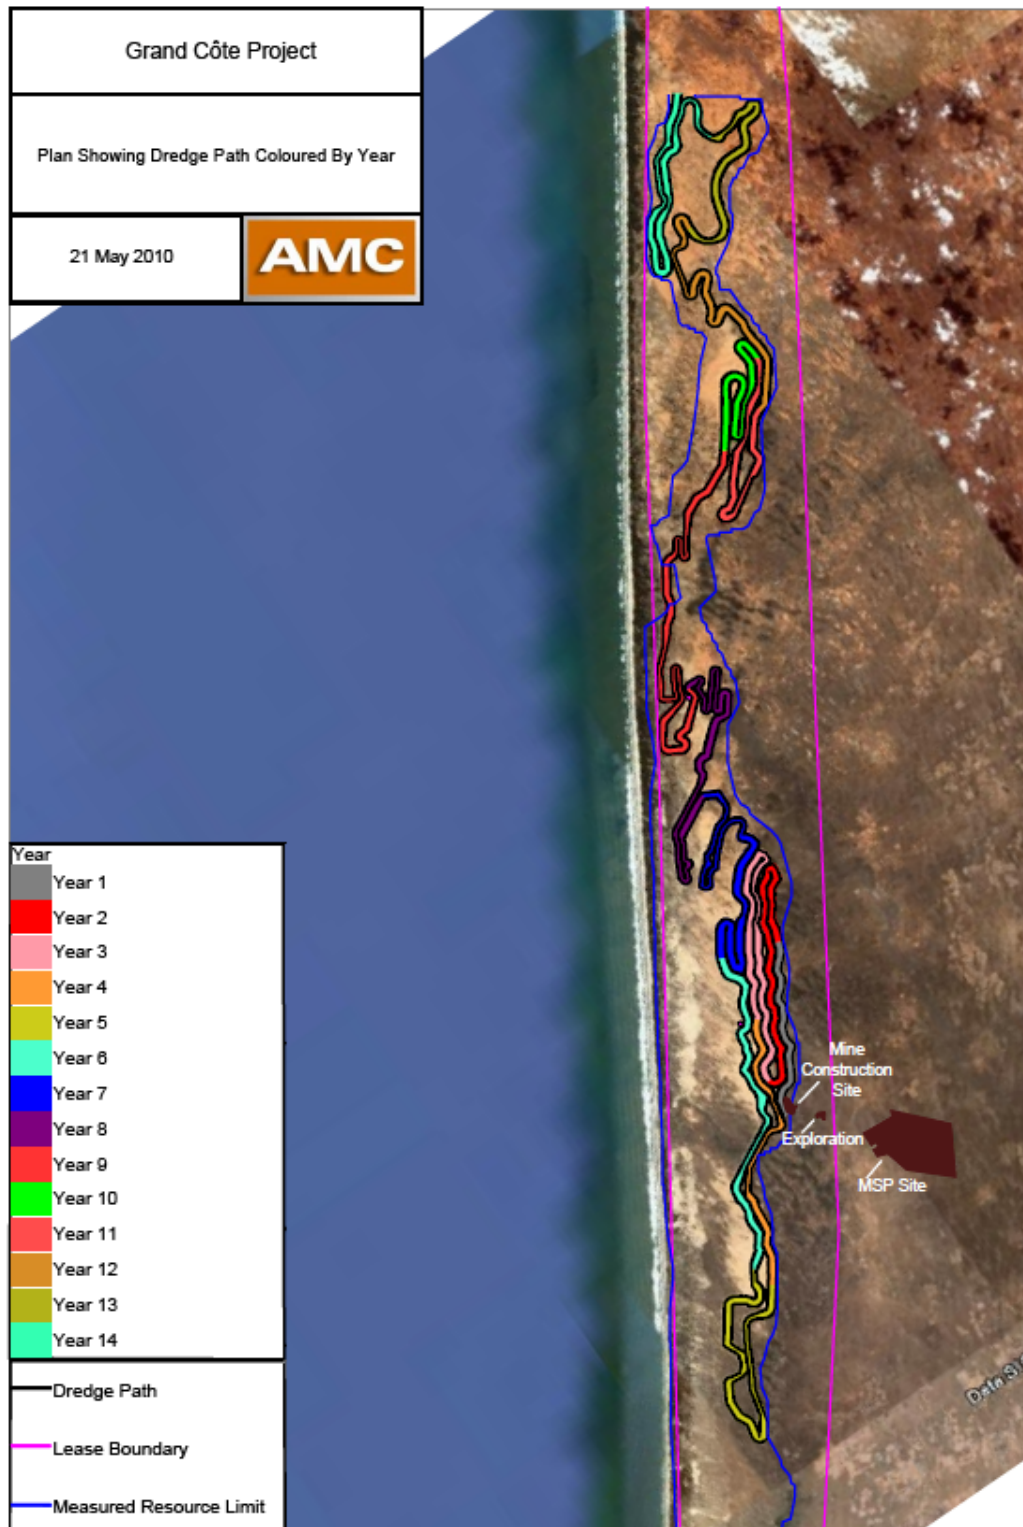 Grand Côte Project
Plan Showing Dredge Path Coloured By Year
21 May 2010
AMC
Year
Year 1
Year 2
Year 3
Year 4
Year 5
Year 6
Year 7
Year 8
Year 9
Year 10
Year 11
Year 12
Year 13
Year 14
Dredge Path
Lease Boundary
Measured Resource Limit
Mine
Construction
Site
Exploration
MSP Site
Data